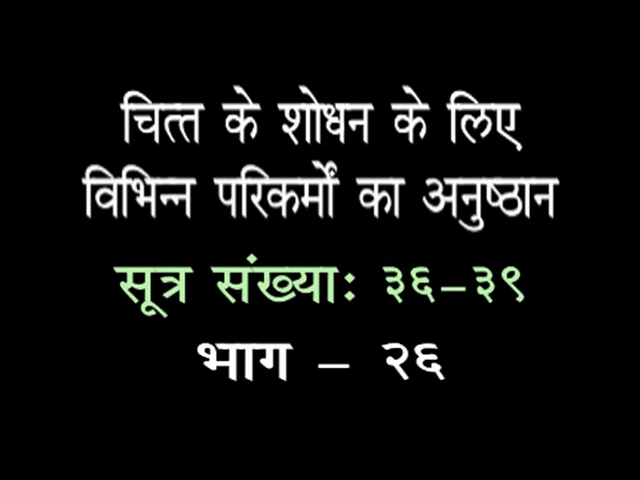 चित्त के शोधन के लिए
विभिन्न परिकर्मों का अनुष्ठान
सूत्र संख्याः ३६-३९
भाग - २६